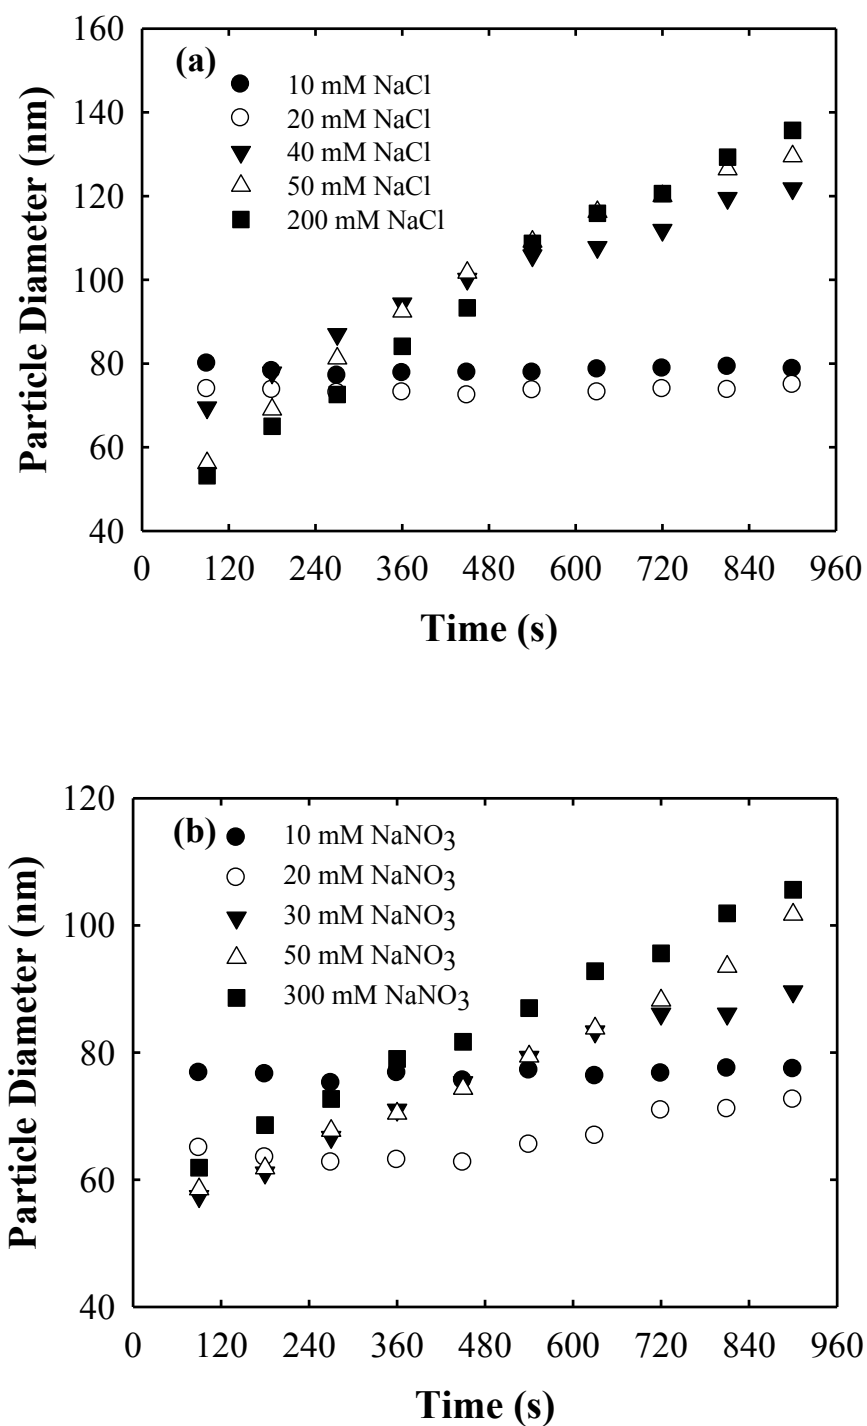 160
(a)
10 mM NaCl
140
20 mM NaCl
40 mM NaCl
120
50 mM NaCl
200 mM NaCl
100
80
60
40
Particle Diameter (nm)
0 120 240 360 480 600 720 840 960
Time (s)
120
(b)
10 mM NaNO3
20 mM NaNO3
100
30 mM NaNO3
50 mM NaNO3
300 mM NaNO3
80
60
40
Particle Diameter (nm)
0 120 240 360 480 600 720 840 960
Time (s)